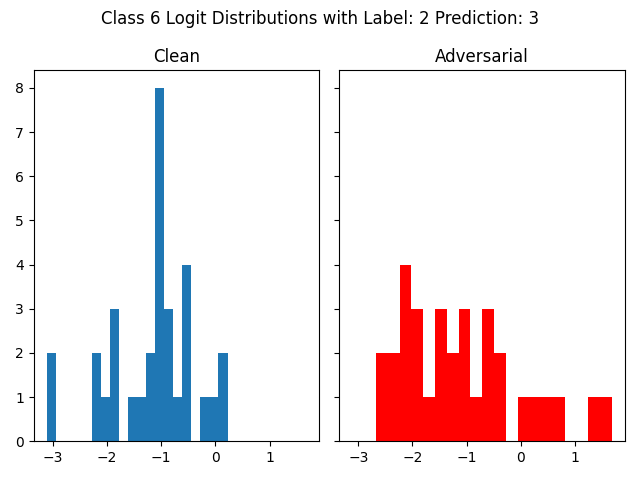 Class 6 Logit Distributions with Label: 2 Prediction: 3
Clean
Adversarial
8
7
6
5
4
3
2
1
0
−3 −2 −1 0 1
−3 −2 −1 0 1